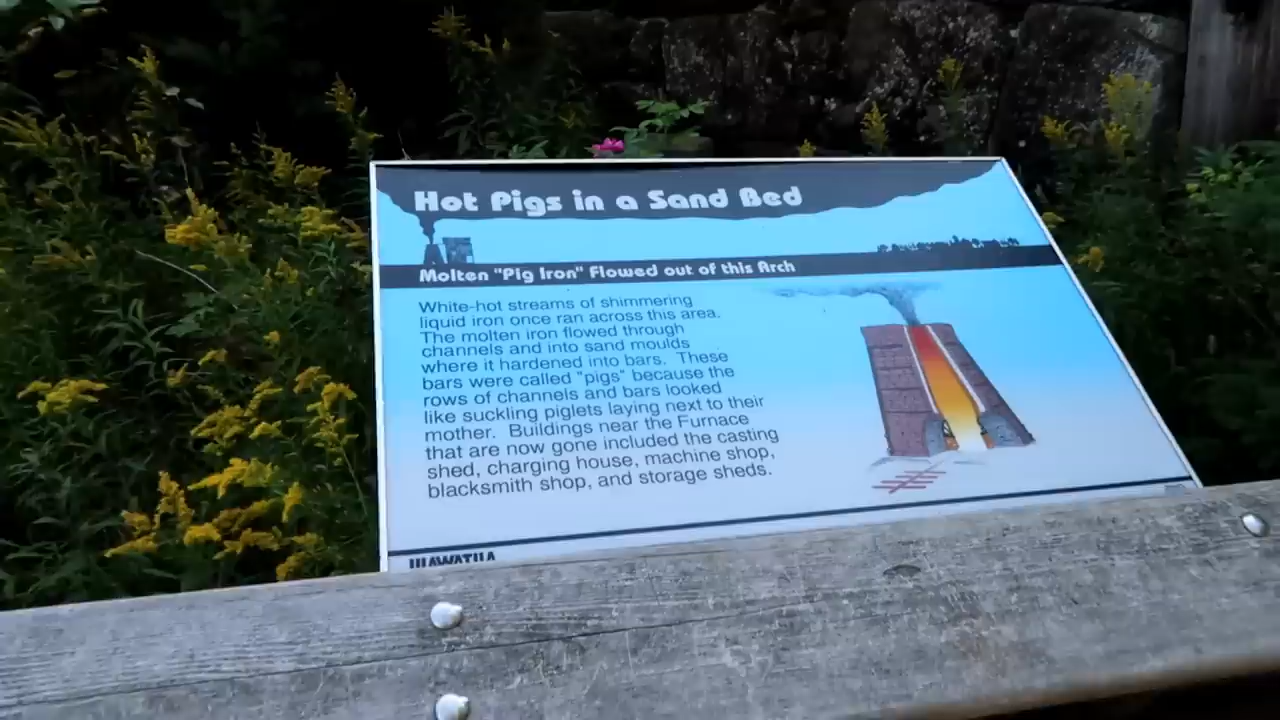 Hot Pigs in a Sand Bed
Molten "Pig Iron" Flowed out of this Arch
White-hot streams of shimmering
liquid iron once ran across this area.
The molten iron flowed through
channels and into sand moulds
where it hardened into bars. These
bars were called "pigs" because the
rows of channels and bars looked
like suckling piglets laying next to their
mother. Buildings near the Furnace
that are now gone included the casting
shed, charging house, machine shop,
blacksmith shop, and storage sheds.